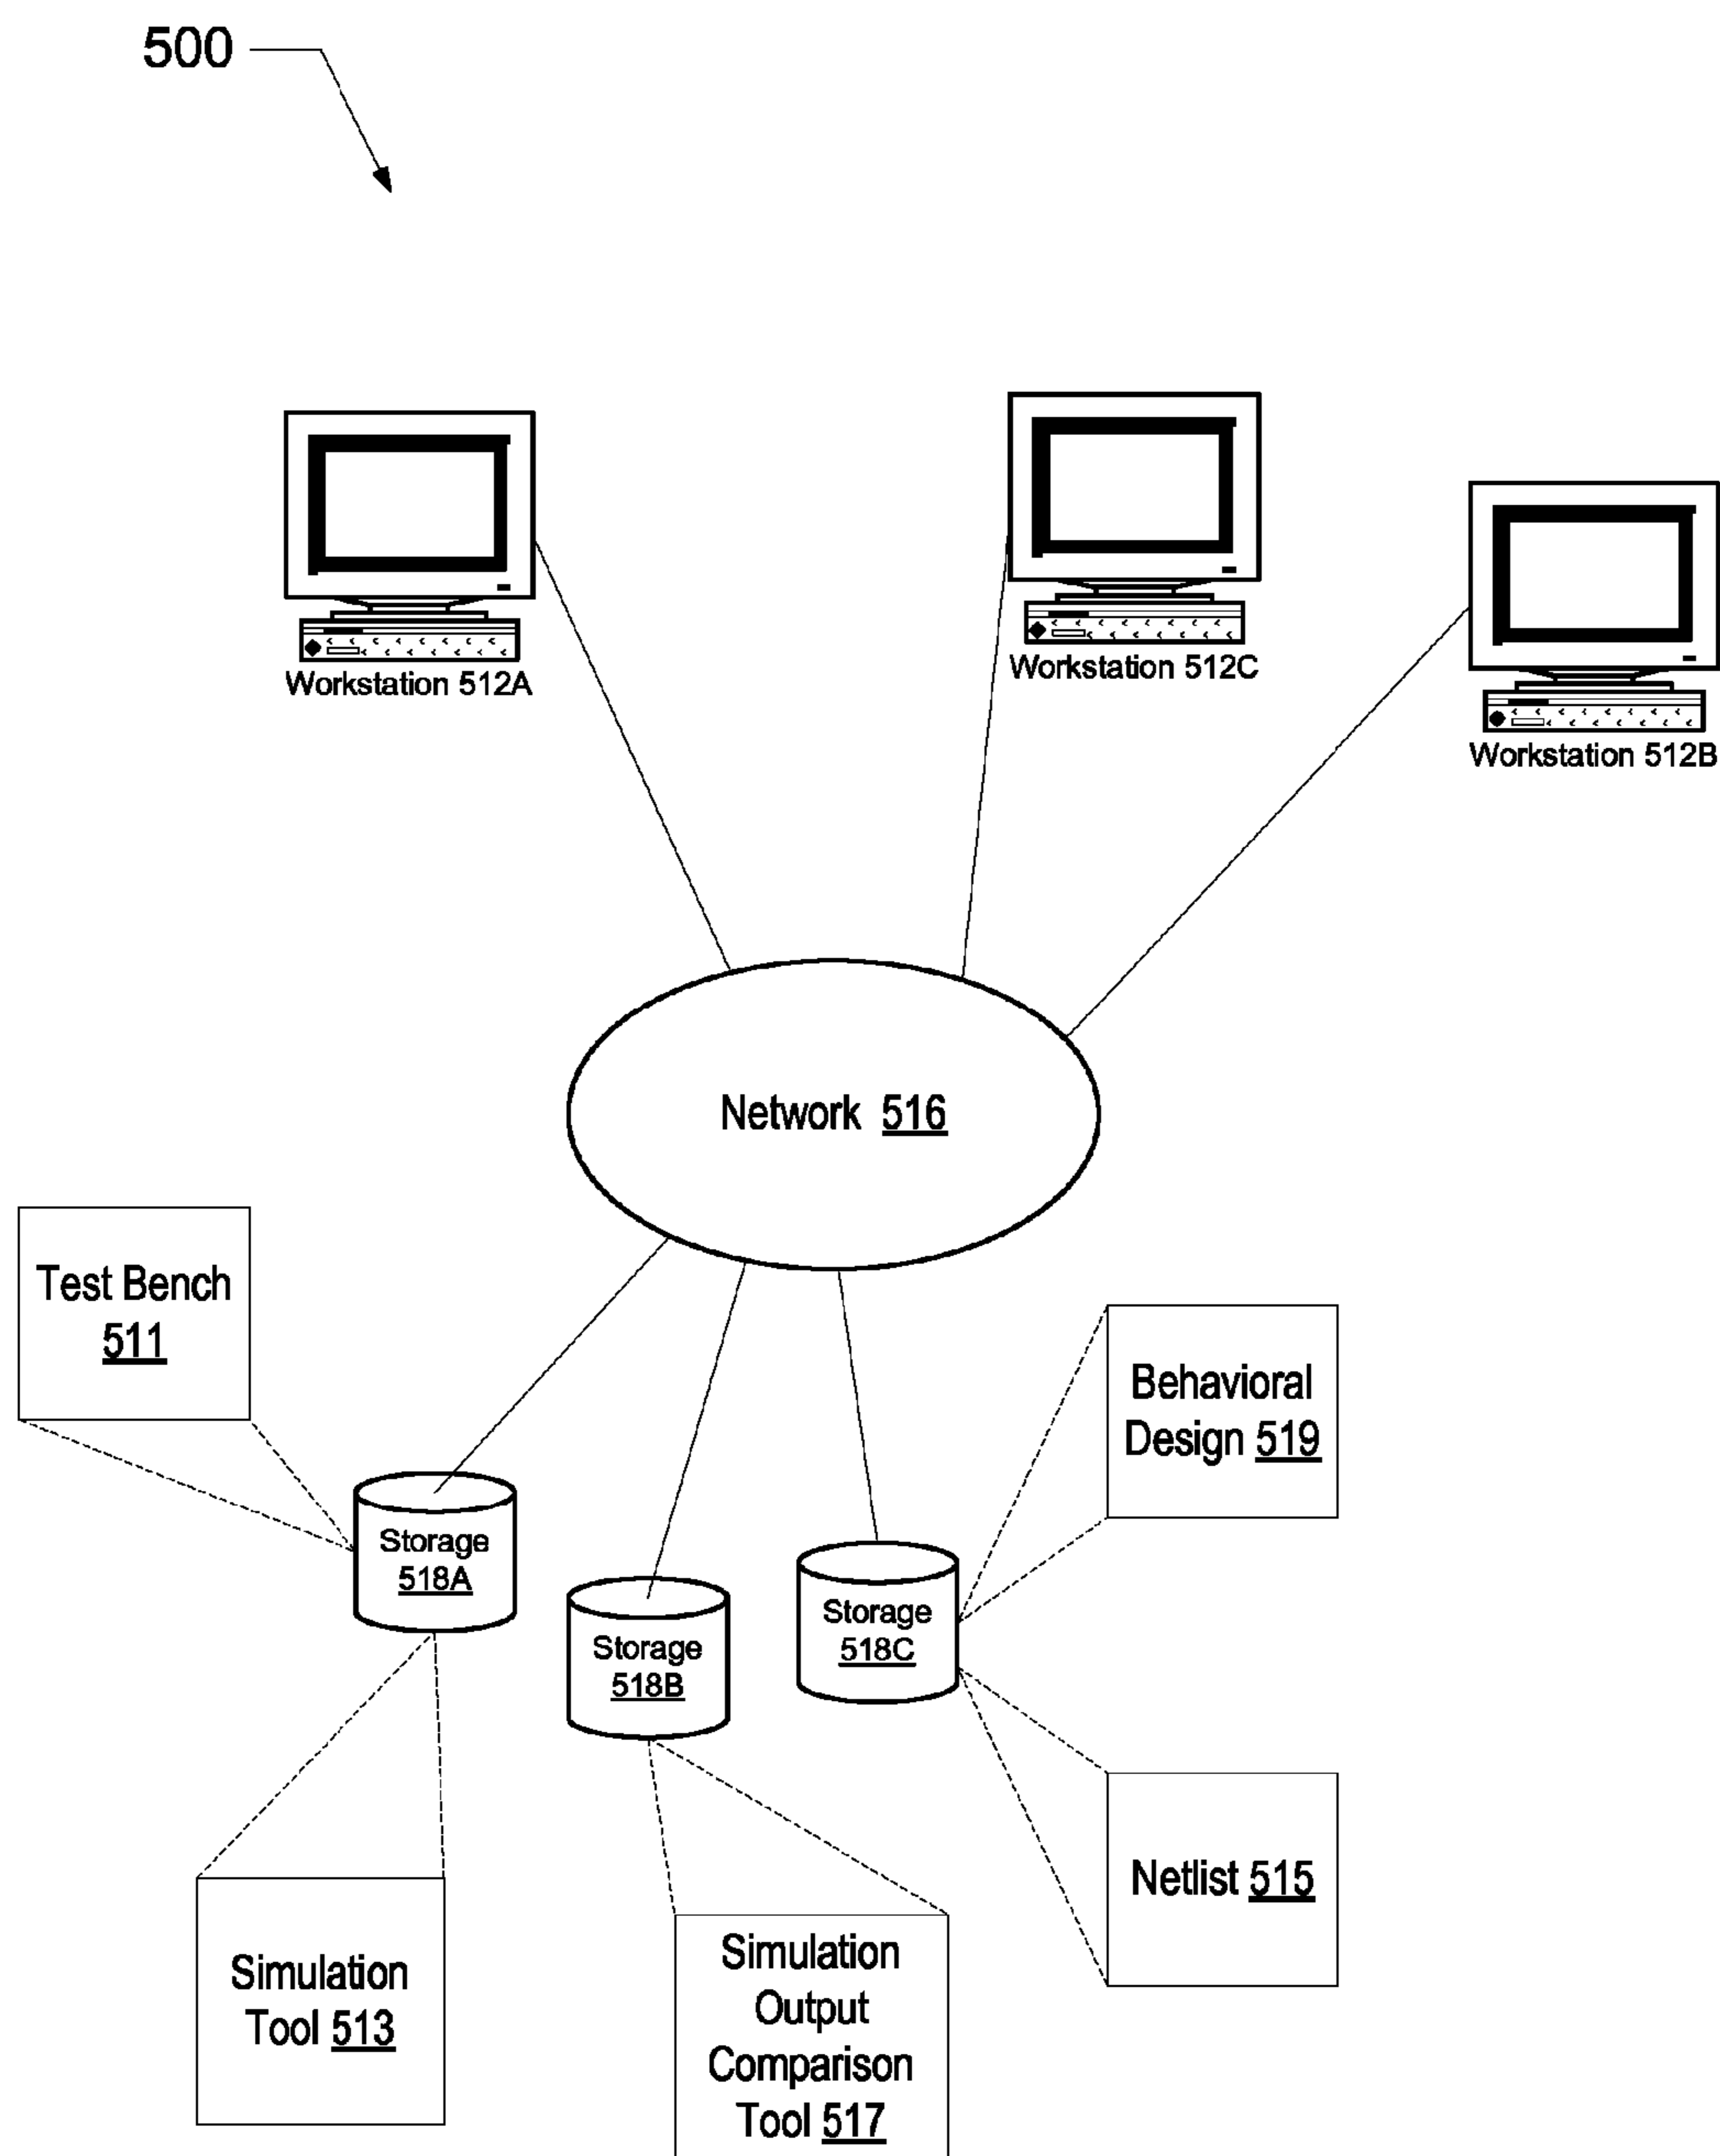 500
Workstation 512A
Workstation 512C
Workstation 512B
Network 516
Test Bench
511
Behavioral
Design 519
Storage
518A
Storage
518B
Storage
518C
Netlist 515
Simulation
Tool 513
Simulation
Output
Comparison
Tool 517